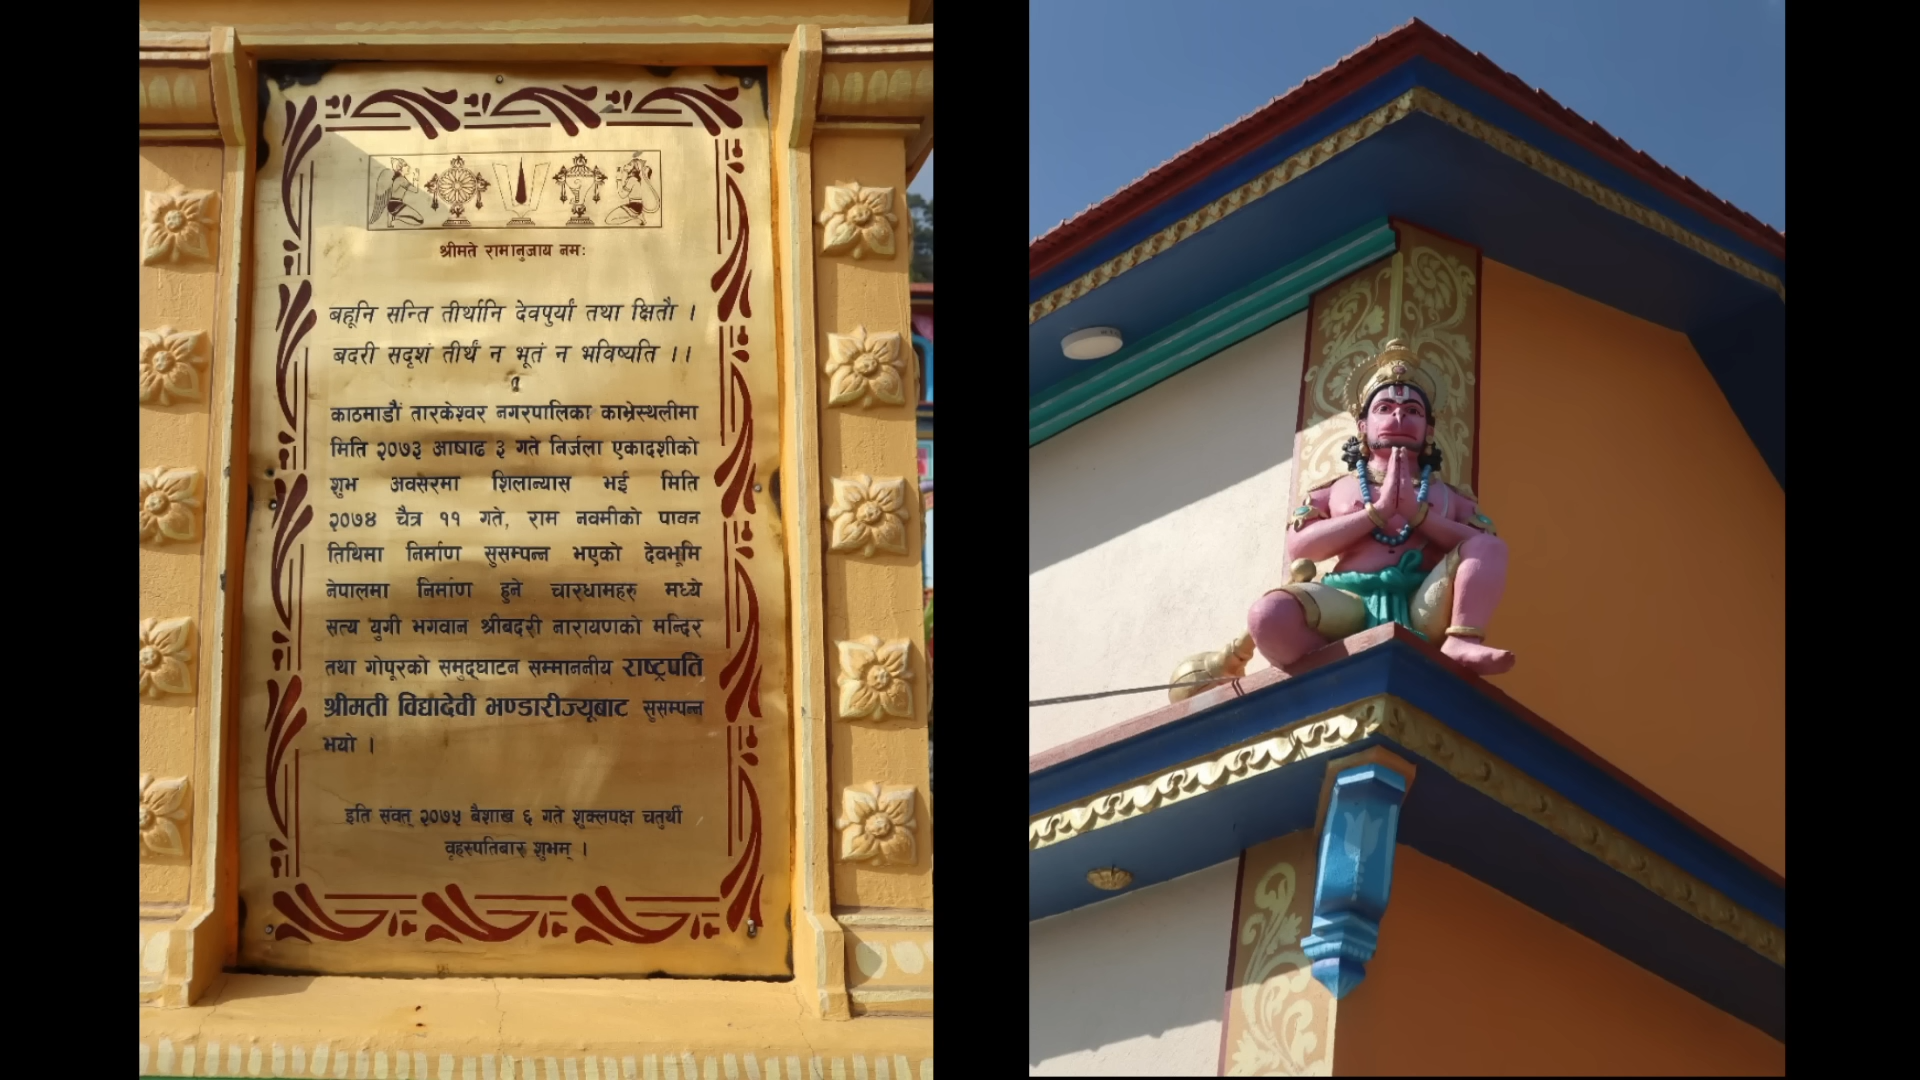 श्रीमते रामानुजाय नमः
बहूनि सन्ति तीर्थानि देवपुर्यां तथा क्षितौ ।
बदरी सदृशं तीर्थं न भूतं न भविष्यति ।।
काठमाडौं तारकेश्वर नगरपालिका काभ्रेस्थलीमा
मिति २०७३ आषाढ ३ गते निर्जला एकादशीको
शुभ अवसरमा शिलान्यास भई मिति
२०७४ चैत्र ११ गते, राम नवमीको पावन
तिथिमा निर्माण सुसम्पन्न भएको देवभूमि
नेपालमा निर्माण हुने चारधामहरु मध्ये
सत्य युगी भगवान श्रीबदरी नारायणको मन्दिर
तथा गोपूरको समुद्घाटन सम्माननीय राष्ट्रपति
श्रीमती विद्यादेवी भण्डारीज्यूबाट सुसम्पन्न
भयो ।
इति संवत् २०७५ बैशाख ६ गते शुक्लपक्ष चतुर्थी
वृहस्पतिबार शुभम् ।